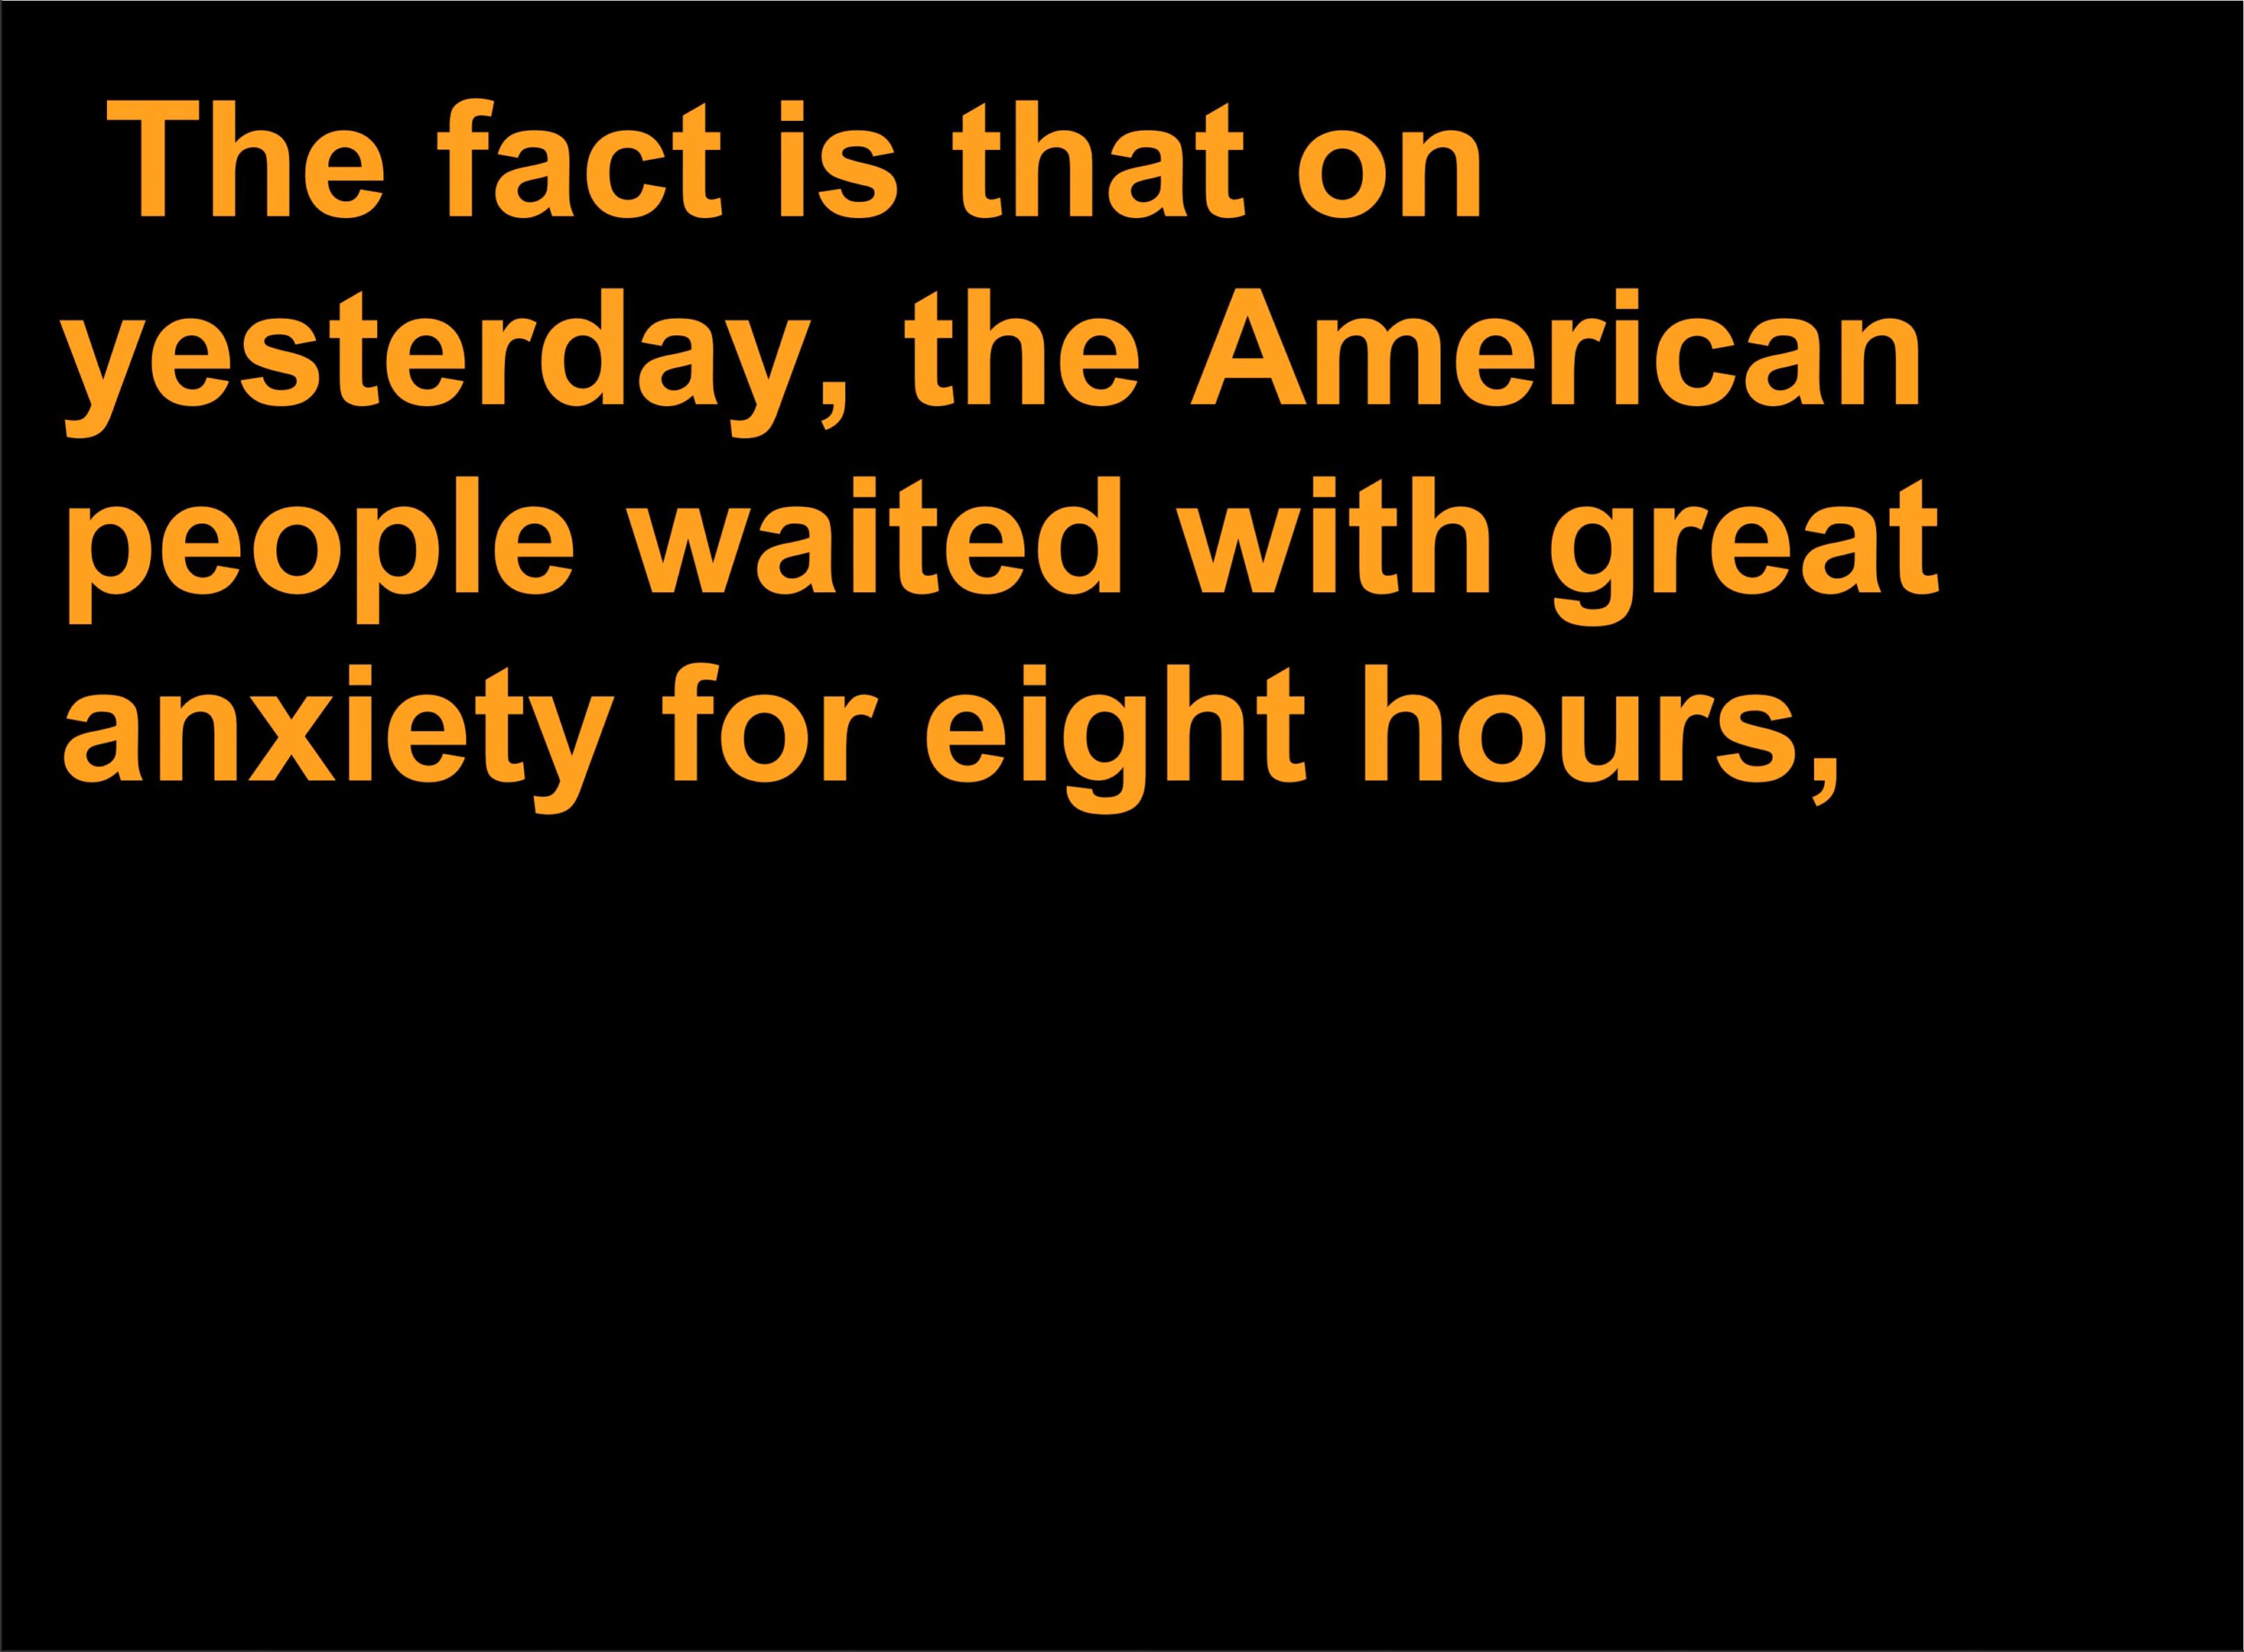 The fact is that on
yesterday, the American
people waited with great
anxiety for eight hours,